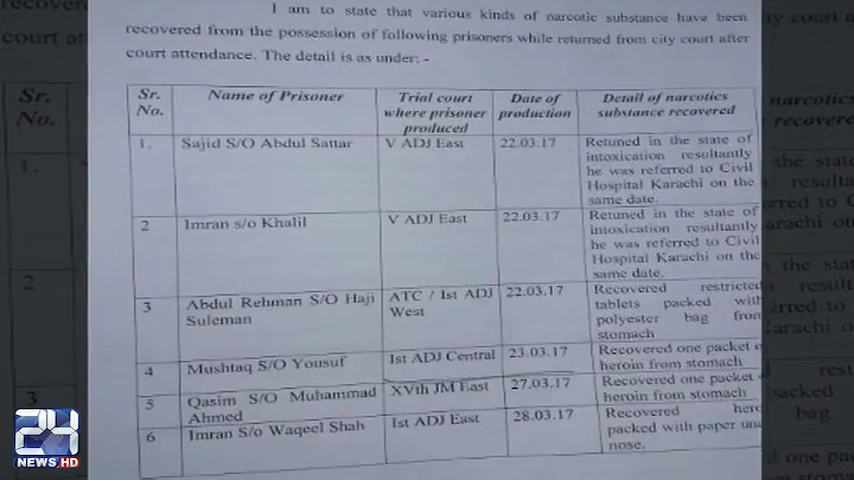 I am to state that various kinds of narcotic substance have been
recovered from the possession of following prisoners while returned from city court after
court attendance. The detail is as under: -
Sr. No. Name of Prisoner Trial court where prisoner produced Date of production Detail of narcotics substance recovered
1. Sajid S/O Abdul Sattar V ADJ East 22.03.17 Retuned in the state of
intoxication resultantly
he was referred to Civil
Hospital Karachi on the
same date.
2 Imran s/o Khalil V ADJ East 22.03.17 Retuned in the state of
intoxication resultantly
he was referred to Civil
Hospital Karachi on the
same date.
3 Abdul Rehman S/O Haji Suleman ATC / Ist ADJ West 22.03.17 Recovered restricted
tablets packed with
polyester bag from
stomach
4 Mushtaq S/O Yousuf Ist ADJ Central 23.03.17 Recovered one packet
heroin from stomach
5 Qasim S/O Muhammad Ahmed XVth JM East 27.03.17 Recovered one packet
heroin from stomach
6 Imran S/o Waqeel Shah Ist ADJ East 28.03.17 Recovered
packed with paper
nose.
24
NEWS HD